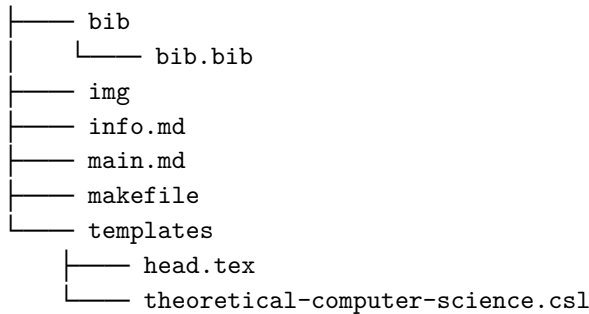 bib
bib.bib
img
info.md
main.md
makefile
templates
head.tex
theoretical-computer-science.csl